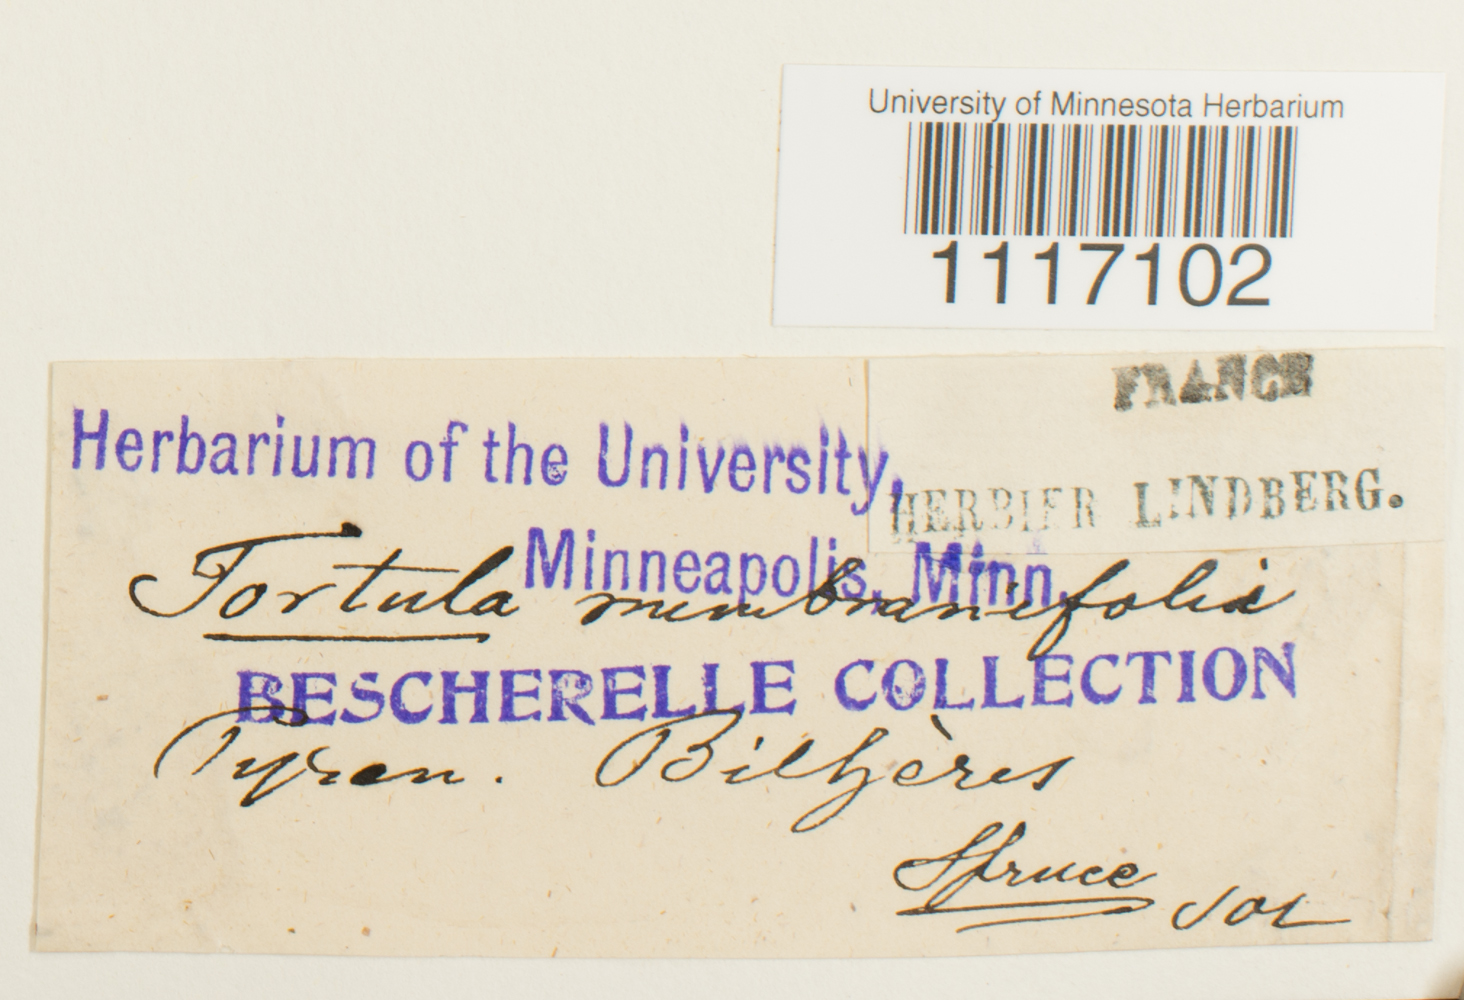 University of Minnesota Herbarium
1117102
FRANCE
HERBIER LINDBERG.
Herbarium of the University,
Minneapolis, Minn.
Tortula membranifolia
BESCHERELLE COLLECTION
Pyren. Bilhères
Spruce